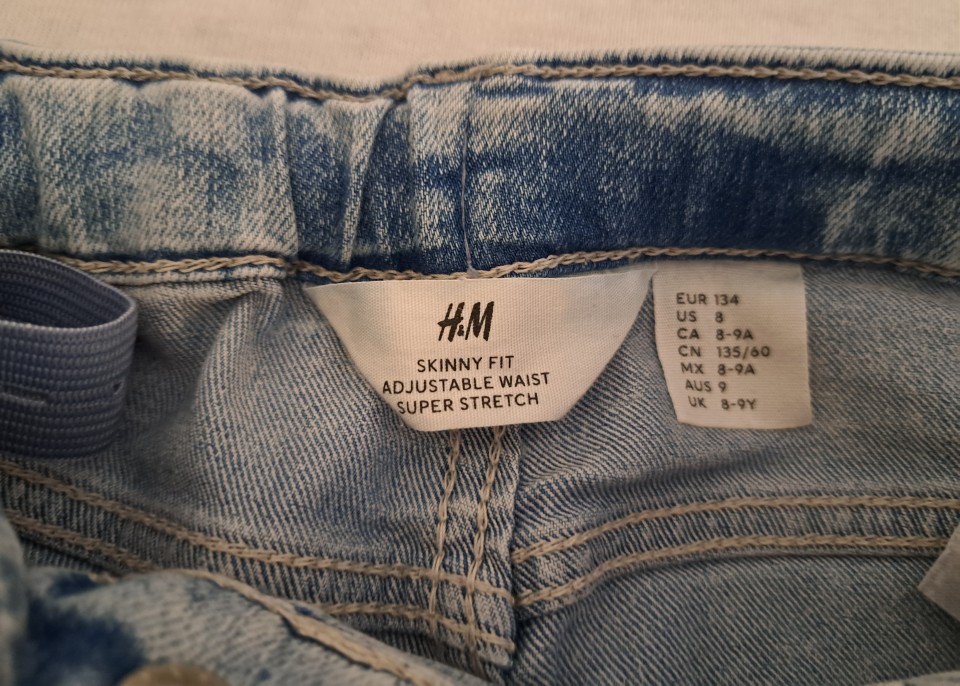 H&M
SKINNY FIT
ADJUSTABLE WAIST
SUPER STRETCH
EUR 134
US 8
CA 8-9A
CN 135/60
MX 8-9A
AUS 9
UK 8-9Y